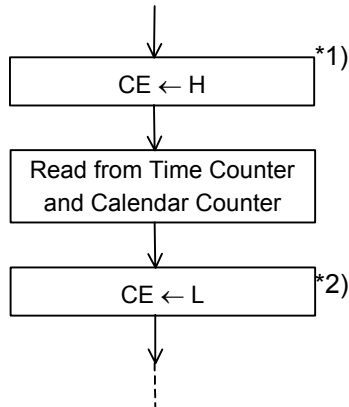 *1)
CE ← H
Read from Time Counter
and Calendar Counter
*2)
CE ← L